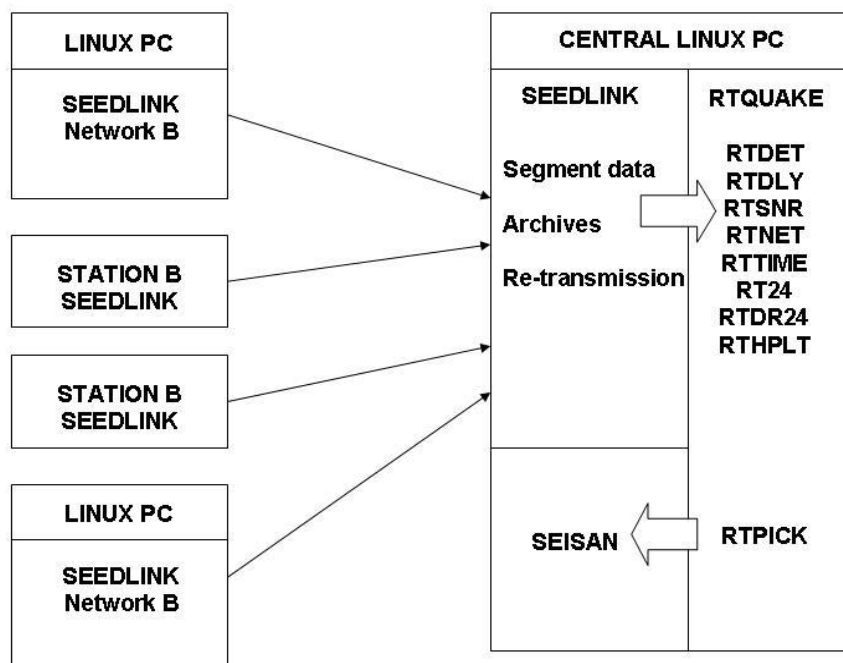 LINUX PC
SEEDLINK
Network B
STATION B
SEEDLINK
STATION B
SEEDLINK
LINUX PC
SEEDLINK
Network B
CENTRAL LINUX PC
SEEDLINK
Segment data
Archives
Re-transmission
SEISAN
RTQUAKE
RTDET
RTDLY
RTSNR
RTNET
RTTIME
RT24
RTDR24
RTHPLT
RTPICK